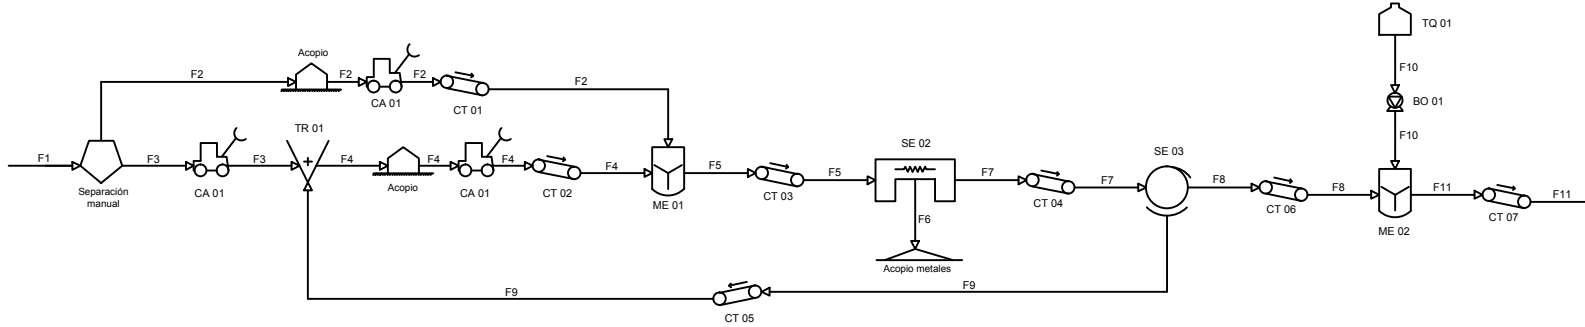 TQ 01
F10
BO 01
F10
Acopio
F2
F2
CA 01
F2
CT 01
F2
F1
Separación
manual
F3
CA 01
F3
TR 01
F4
Acopio
F4
CA 01
F4
CT 02
F4
ME 01
F5
CT 03
F5
SE 02
F6
Acopio metales
F7
CT 04
F7
SE 03
F8
CT 06
F8
ME 02
F11
CT 07
F11
F9
CT 05
F9